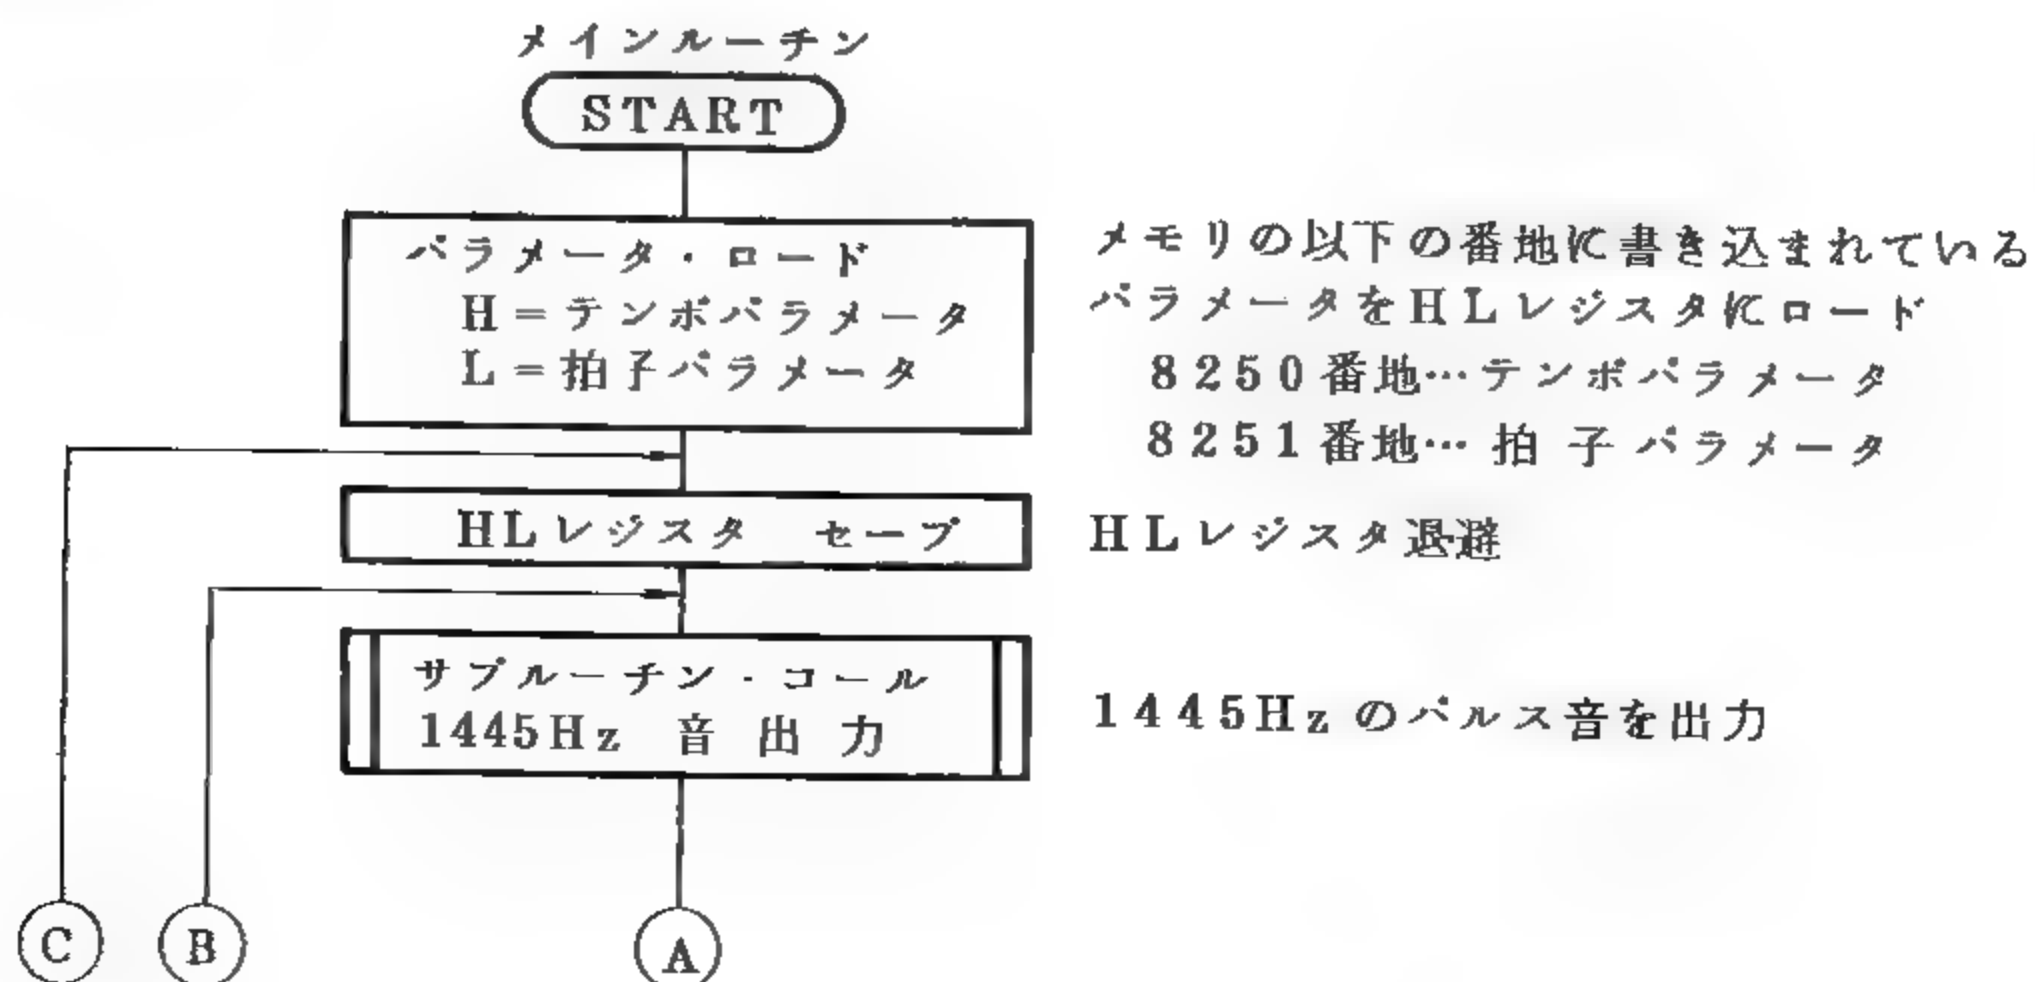 メインルーチン
START
パラメータ・ロード
H=テンポパラメータ
L=拍子パラメータ
メモリの以下の番地に書き込まれている
パラメータをHLレジスタにロード
8250番地…テンポパラメータ
8251番地…拍子パラメータ
HLレジスタ セーブ
HLレジスタ退避
サブルーチン・コール
1445Hz 音出力
1445Hzのパルス音を出力
C B A